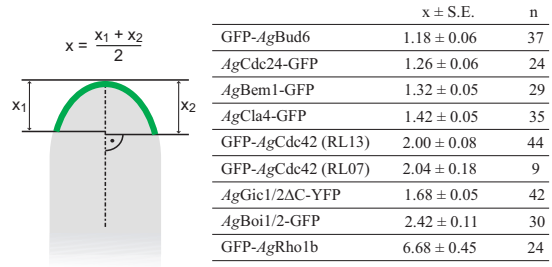 x = x₁ + x₂ / 2
x₁
x₂
x ± S.E. n
GFP-AgBud6 1.18 ± 0.06 37
AgCdc24-GFP 1.26 ± 0.06 24
AgBem1-GFP 1.32 ± 0.05 29
AgCla4-GFP 1.42 ± 0.05 35
GFP-AgCdc42 (RL13) 2.00 ± 0.08 44
GFP-AgCdc42 (RL07) 2.04 ± 0.18 9
AgGic1/2ΔC-YFP 1.68 ± 0.05 42
AgBoi1/2-GFP 2.42 ± 0.11 30
GFP-AgRho1b 6.68 ± 0.45 24